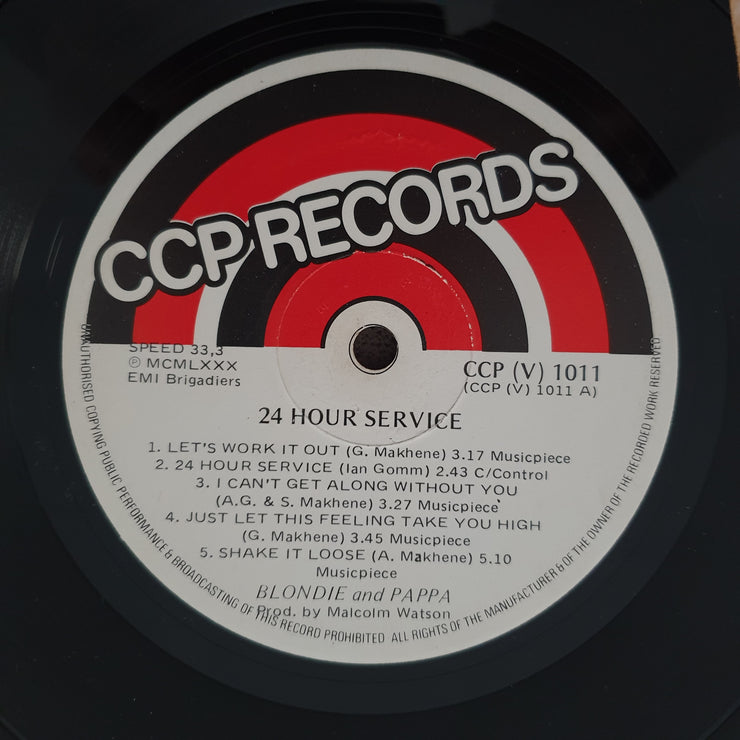 CCP RECORDS
SPEED 33,3
℗ MCMLXXX
EMI Brigadiers
CCP (V) 1011
(CCP (V) 1011 A)
24 HOUR SERVICE
1. LET'S WORK IT OUT (G. Makhene) 3.17 Musicpiece
2. 24 HOUR SERVICE (Ian Gomm) 2.43 C/Control
3. I CAN'T GET ALONG WITHOUT YOU
(A.G. & S. Makhene) 3.27 Musicpiece
4. JUST LET THIS FEELING TAKE YOU HIGH
(G. Makhene) 3.45 Musicpiece
5. SHAKE IT LOOSE (A. Makhene) 5.10
Musicpiece
BLONDIE and PAPPA
Prod. by Malcolm Watson
UNAUTHORISED COPYING PUBLIC PERFORMANCE & BROADCASTING OF THIS RECORD PROHIBITED ALL RIGHTS OF THE MANUFACTURER & OF THE OWNER OF THE RECORDED WORK RESERVED